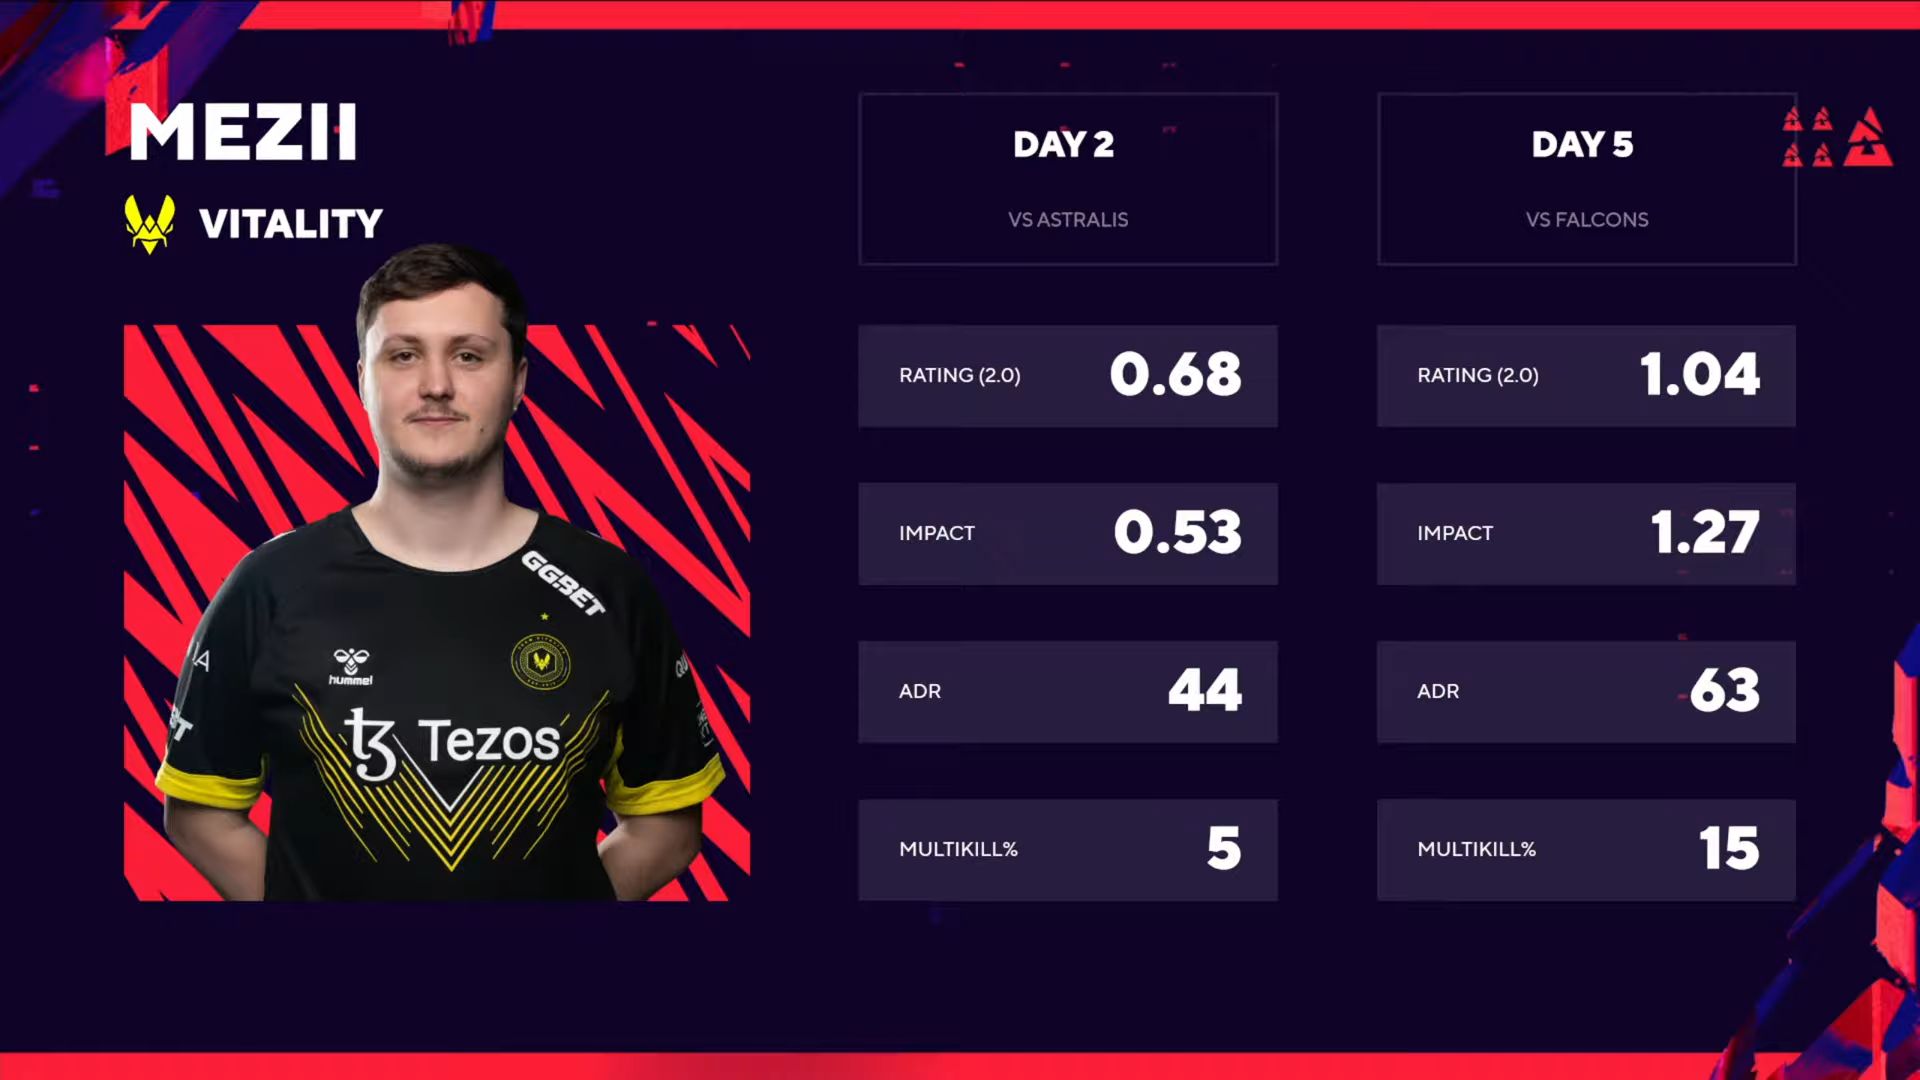 MEZII
VITALITY
DAY 2
VS ASTRALIS
RATING (2.0) 0.68
IMPACT 0.53
ADR 44
MULTIKILL% 5
DAY 5
VS FALCONS
RATING (2.0) 1.04
IMPACT 1.27
ADR 63
MULTIKILL% 15
GG.BET
hummel
Tezos